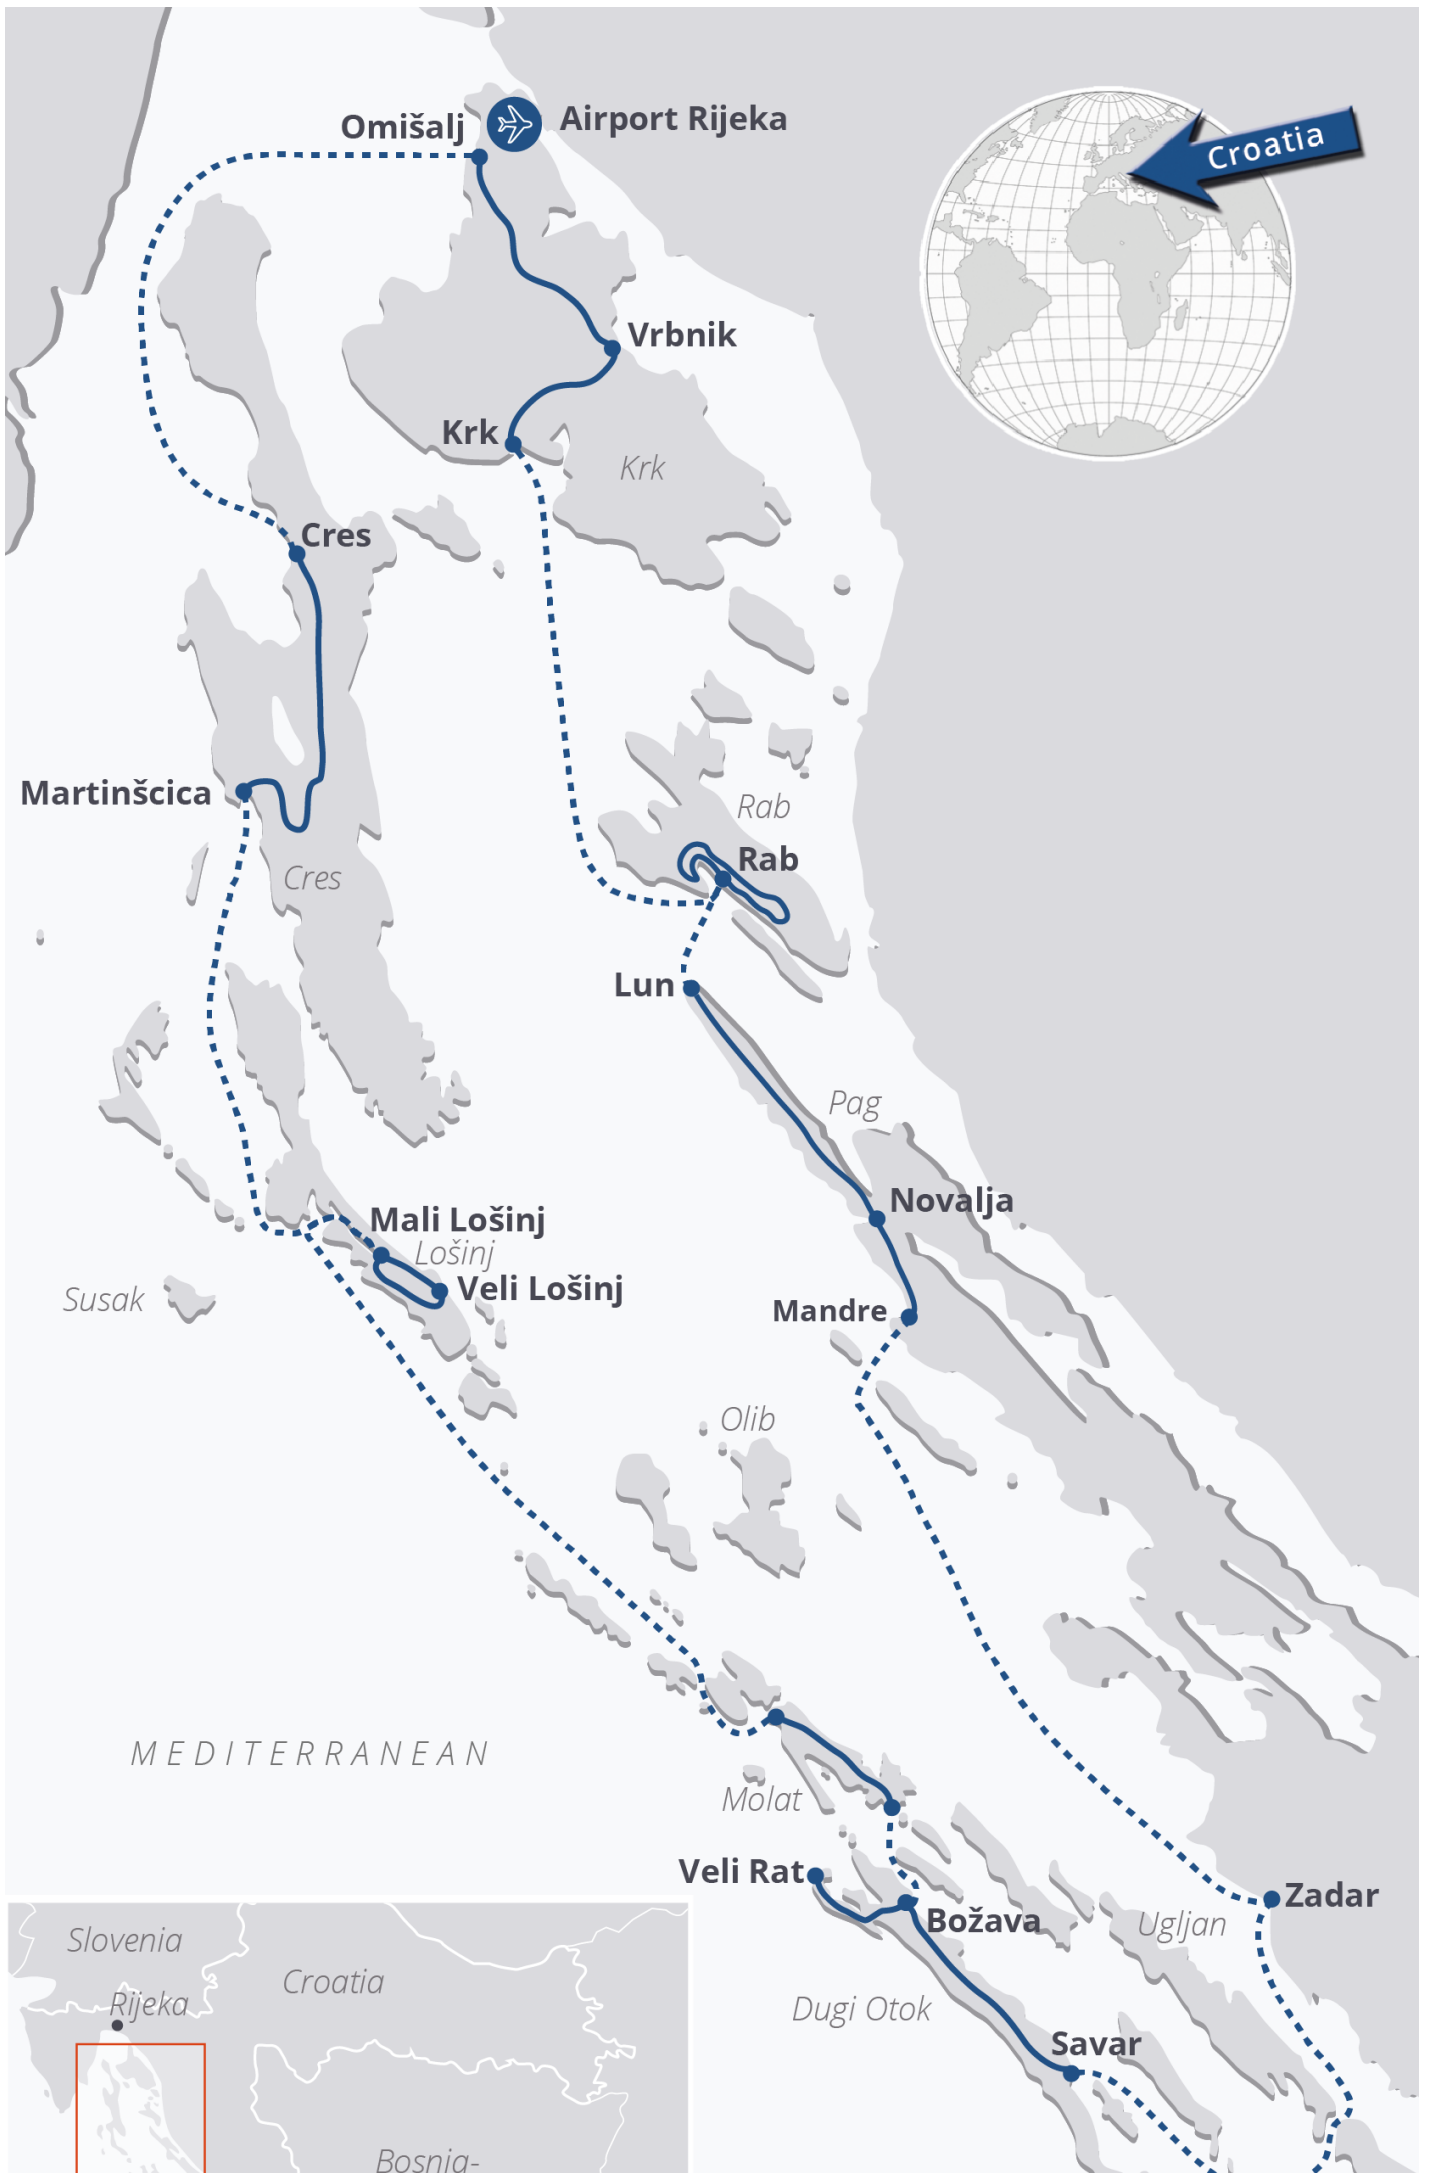 Omišalj
Airport Rijeka
Croatia
Vrbnik
Krk
Krk
Cres
Martinšcica
Rab
Rab
Cres
Lun
Pag
Novalja
Mali Lošinj
Lošinj
Veli Lošinj
Susak
Mandre
Olib
MEDITERRANEAN
Molat
Veli Rat
Zadar
Božava
Ugljan
Slovenia
Croatia
Rijeka
Dugi Otok
Savar
Bosnia-